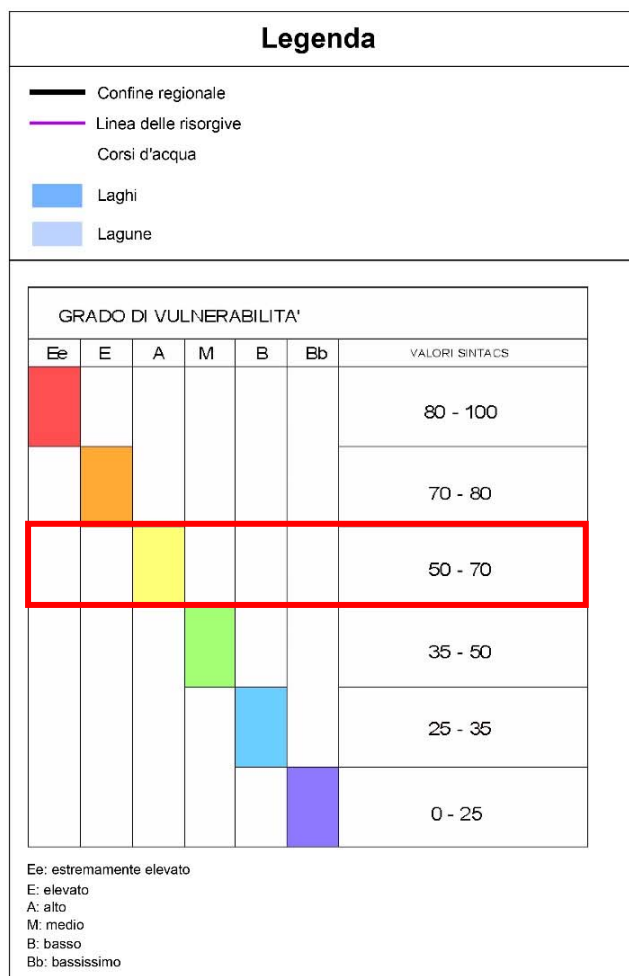 Legenda
Confine regionale
Linea delle risorgive
Corsi d'acqua
Laghi
Lagune
GRADO DI VULNERABILITA'
Ee E A M B Bb VALORI SINTACS
80 - 100
70 - 80
50 - 70
35 - 50
25 - 35
0 - 25
Ee: estremamente elevato
E: elevato
A: alto
M: medio
B: basso
Bb: bassissimo